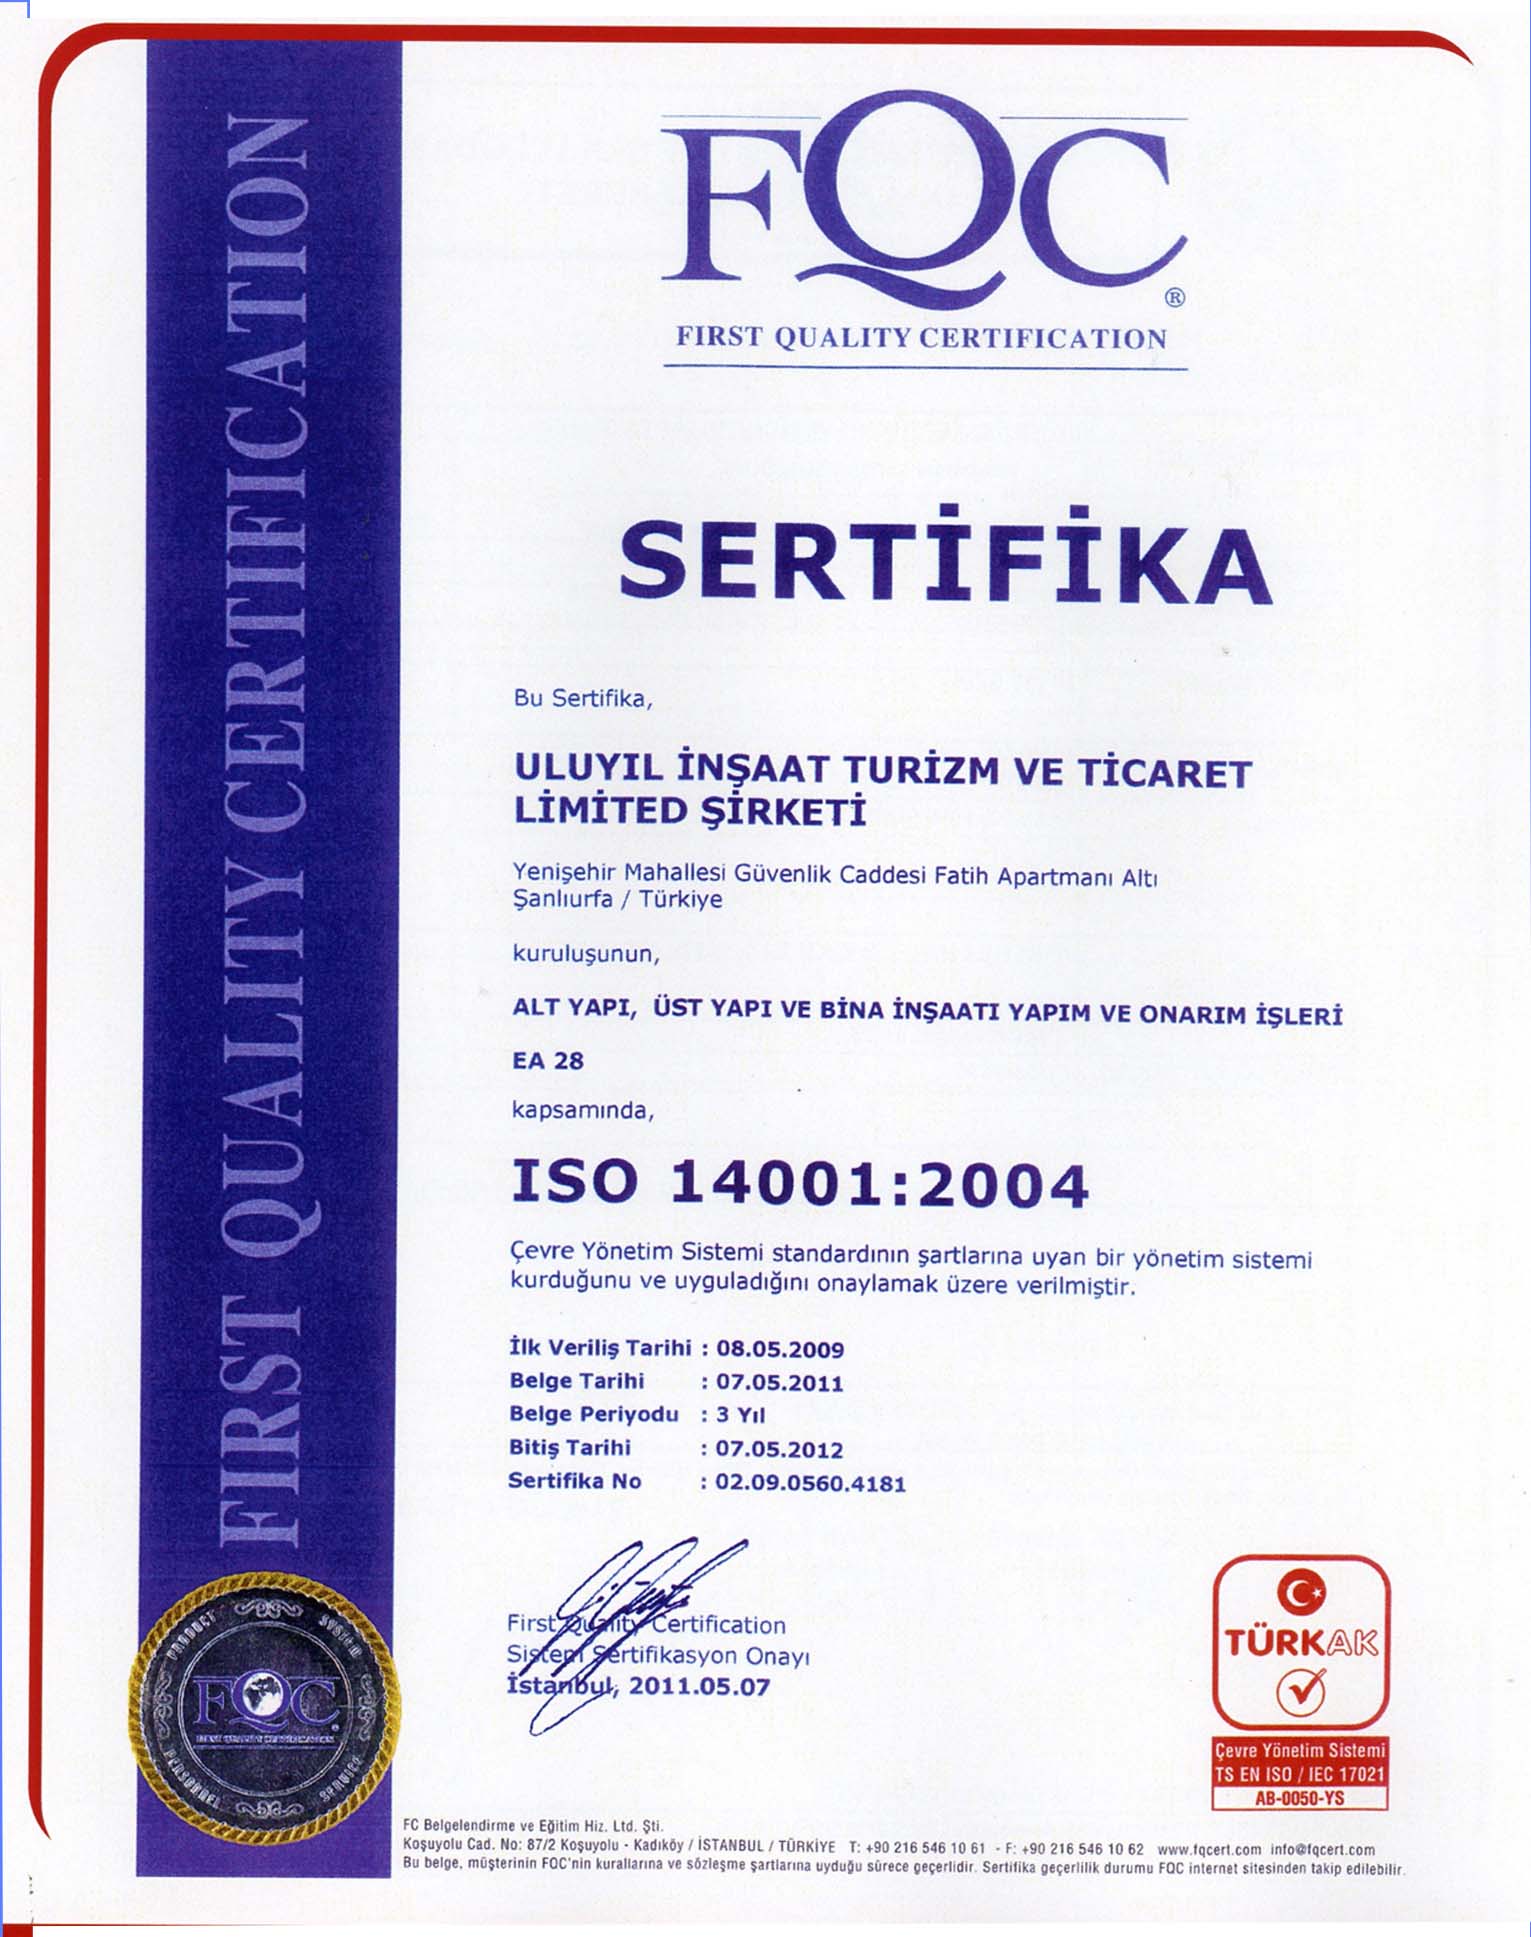 FIRST QUALITY CERTIFICATION
FQC®
FIRST QUALITY CERTIFICATION
SERTİFİKA
Bu Sertifika,
ULUYIL İNŞAAT TURİZM VE TİCARET
LİMİTED ŞİRKETİ
Yenişehir Mahallesi Güvenlik Caddesi Fatih Apartmanı Altı
Şanlıurfa / Türkiye
kuruluşunun,
ALT YAPI, ÜST YAPI VE BİNA İNŞAATI YAPIM VE ONARIM İŞLERİ
EA 28
kapsamında,
ISO 14001:2004
Çevre Yönetim Sistemi standardının şartlarına uyan bir yönetim sistemi
kurduğunu ve uyguladığını onaylamak üzere verilmiştir.
İlk Veriliş Tarihi : 08.05.2009
Belge Tarihi : 07.05.2011
Belge Periyodu : 3 Yıl
Bitiş Tarihi : 07.05.2012
Sertifika No : 02.09.0560.4181
First Quality Certification
Sistem Sertifikasyon Onayı
İstanbul, 2011.05.07
PRODUCT SYSTEM
FQC
FIRST QUALITY CERTIFICATION
PERSONNEL SERVICE
TÜRKAK
Çevre Yönetim Sistemi
TS EN ISO / IEC 17021
AB-0050-YS
FC Belgelendirme ve Eğitim Hiz. Ltd. Şti.
Koşuyolu Cad. No: 87/2 Koşuyolu - Kadıköy / İSTANBUL / TÜRKİYE T: +90 216 546 10 61 - F: +90 216 546 10 62 www.fqcert.com info@fqcert.com
Bu belge, müşterinin FQC'nin kurallarına ve sözleşme şartlarına uyduğu sürece geçerlidir. Sertifika geçerlilik durumu FQC internet sitesinden takip edilebilir.